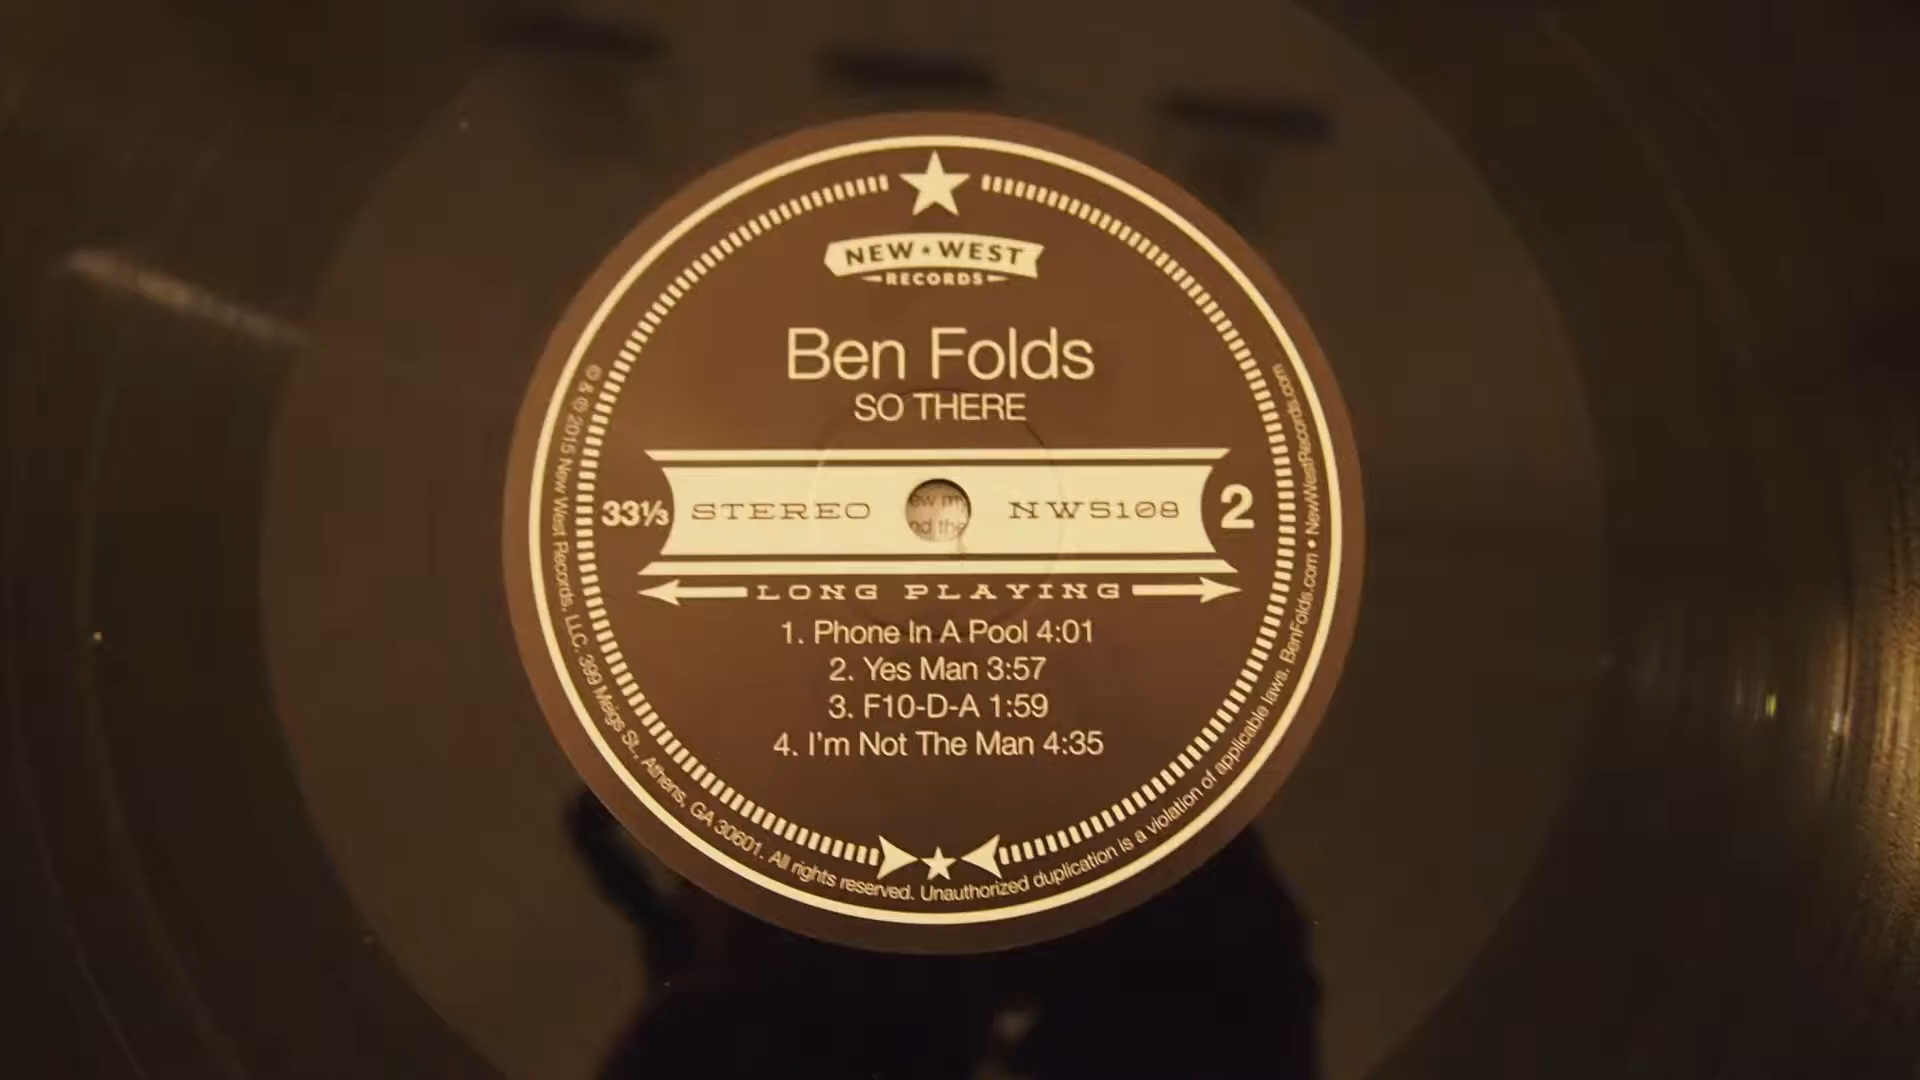 NEW★WEST
RECORDS
Ben Folds
SO THERE
33⅓
STEREO
NW5108
2
LONG PLAYING
1. Phone In A Pool 4:01
2. Yes Man 3:57
3. F10-D-A 1:59
4. I'm Not The Man 4:35
℗ & © 2015 New West Records, LLC. 399 Meigs St., Athens, GA 30601. All rights reserved. Unauthorized duplication is a violation of applicable laws. BenFolds.com • NewWestRecords.com